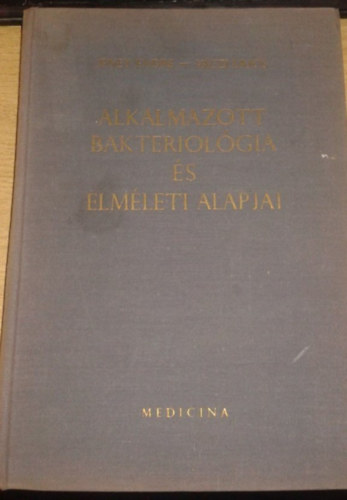 ALKALMAZOTT
BAKTERIOLÓGIA
ÉS
ELMÉLETI ALAPJAI
MEDICINA